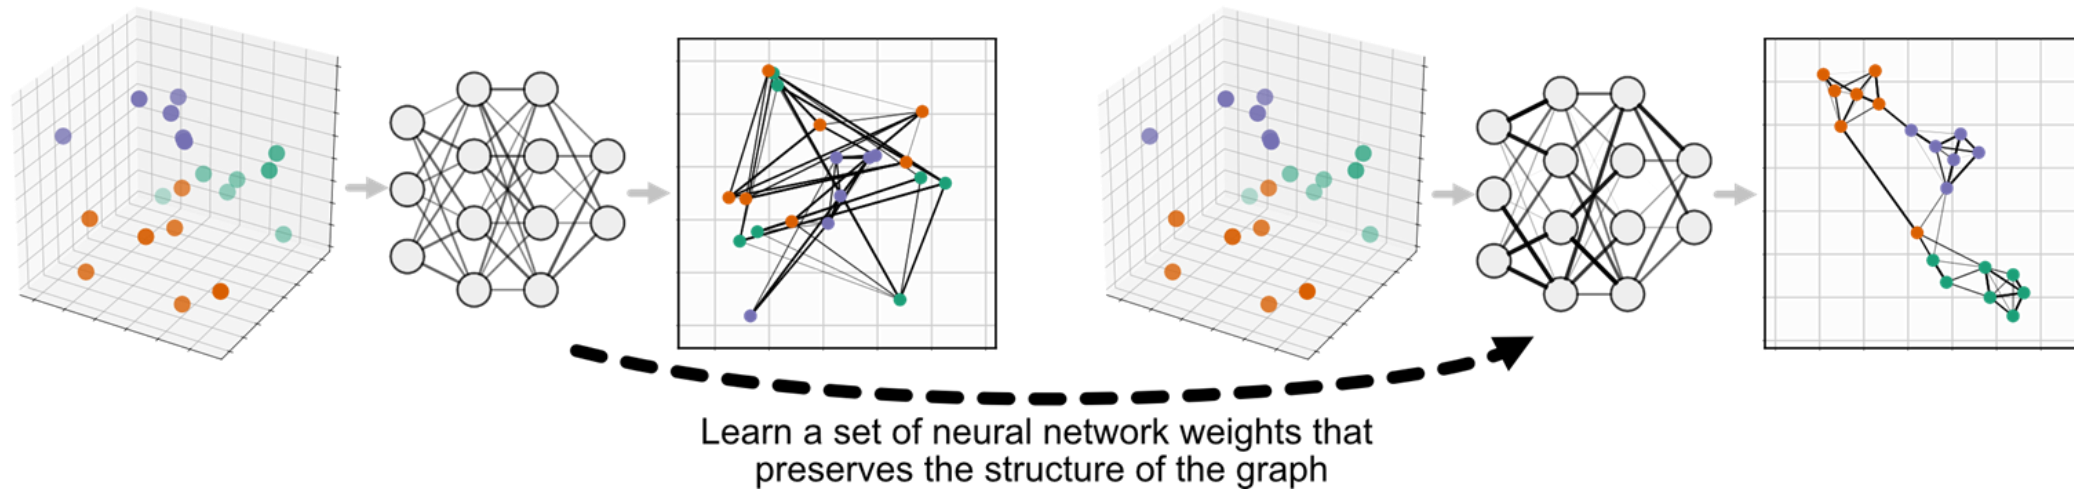 Learn a set of neural network weights that
preserves the structure of the graph